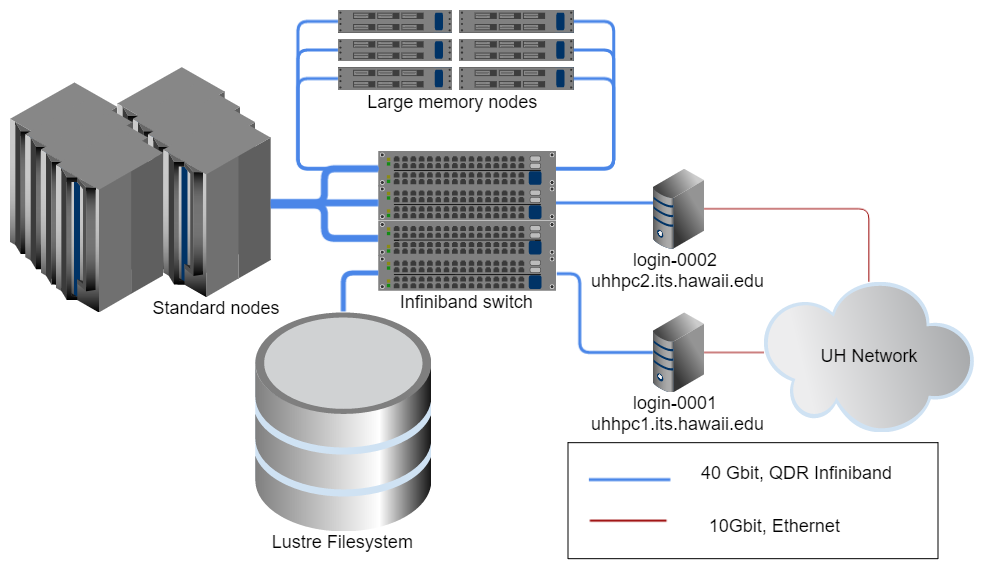 Large memory nodes
Standard nodes
Infiniband switch
login-0002
uhhpc2.its.hawaii.edu
UH Network
login-0001
uhhpc1.its.hawaii.edu
Lustre Filesystem
40 Gbit, QDR Infiniband
10Gbit, Ethernet